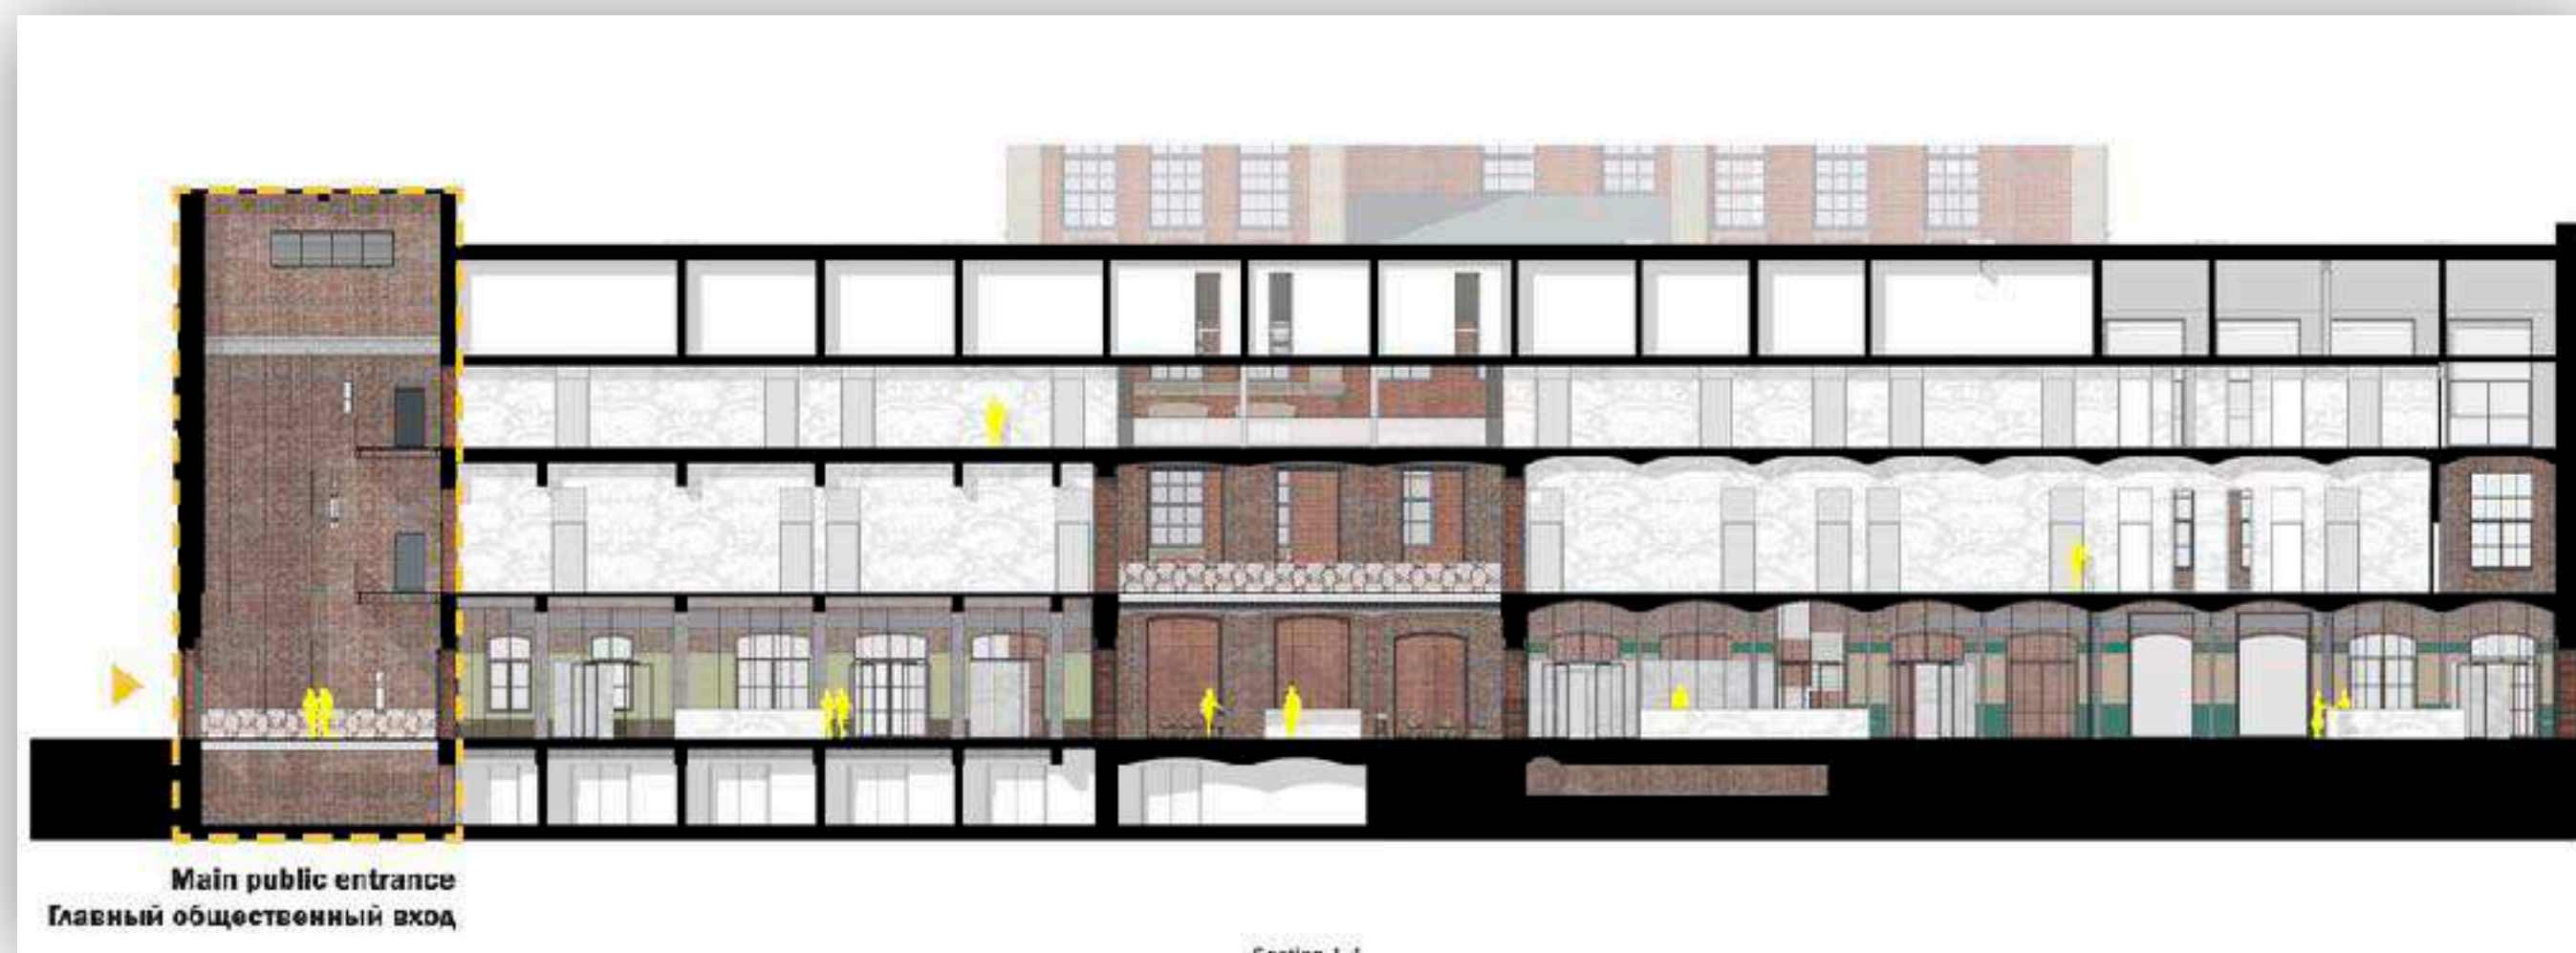 Main public entrance
Главный общественный вход